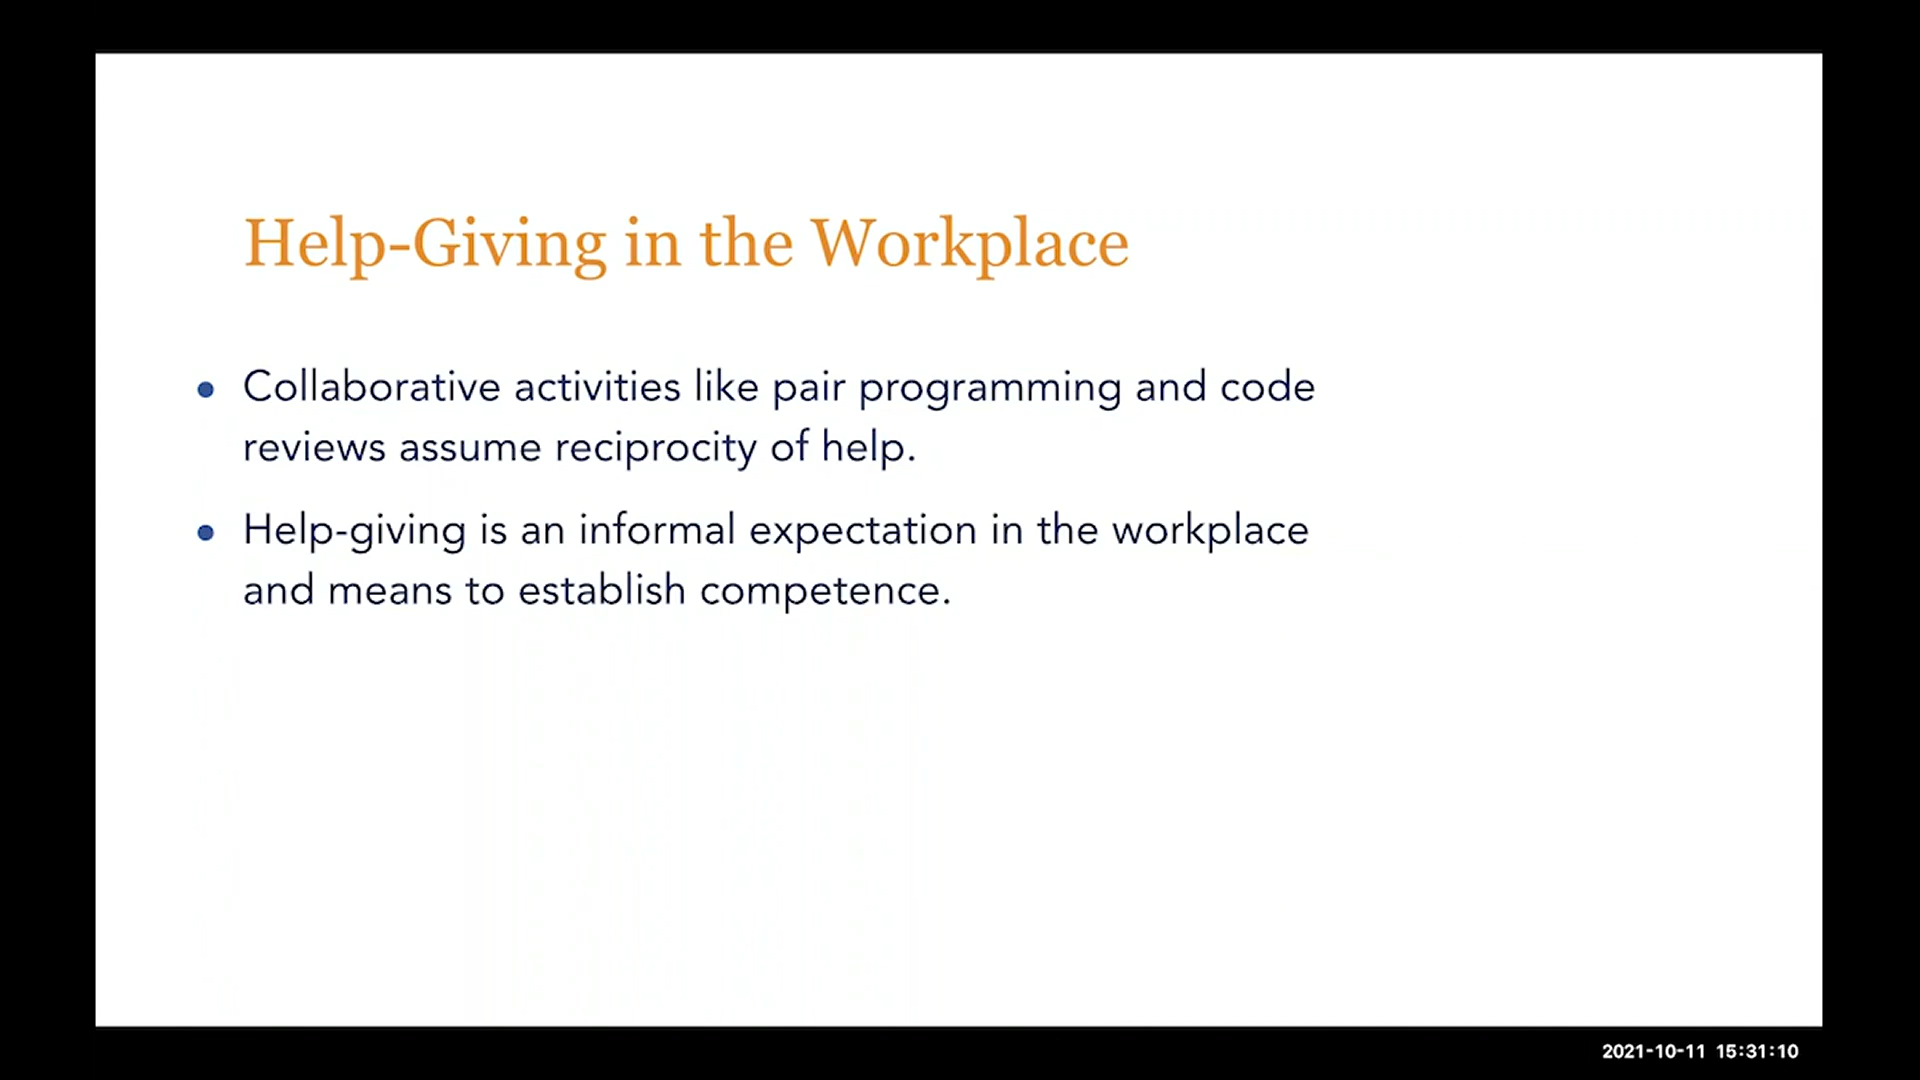 Help-Giving in the Workplace
• Collaborative activities like pair programming and code
reviews assume reciprocity of help.
• Help-giving is an informal expectation in the workplace
and means to establish competence.
2021-10-11 15:31:10